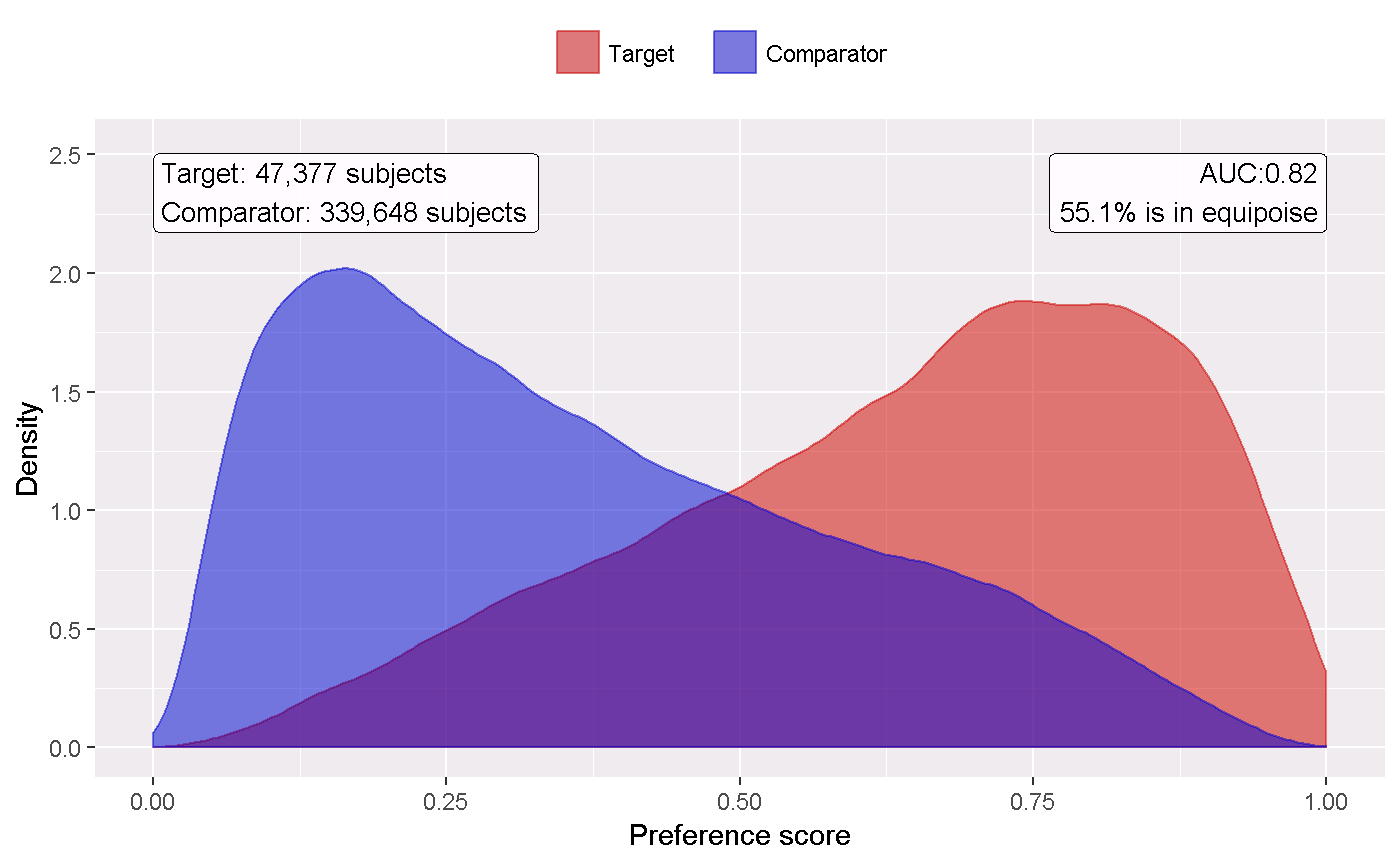 Target
Comparator
Target: 47,377 subjects
Comparator: 339,648 subjects
AUC:0.82
55.1% is in equipoise
Density
2.5
2.0
1.5
1.0
0.5
0.0
0.00
0.25
0.50
0.75
1.00
Preference score